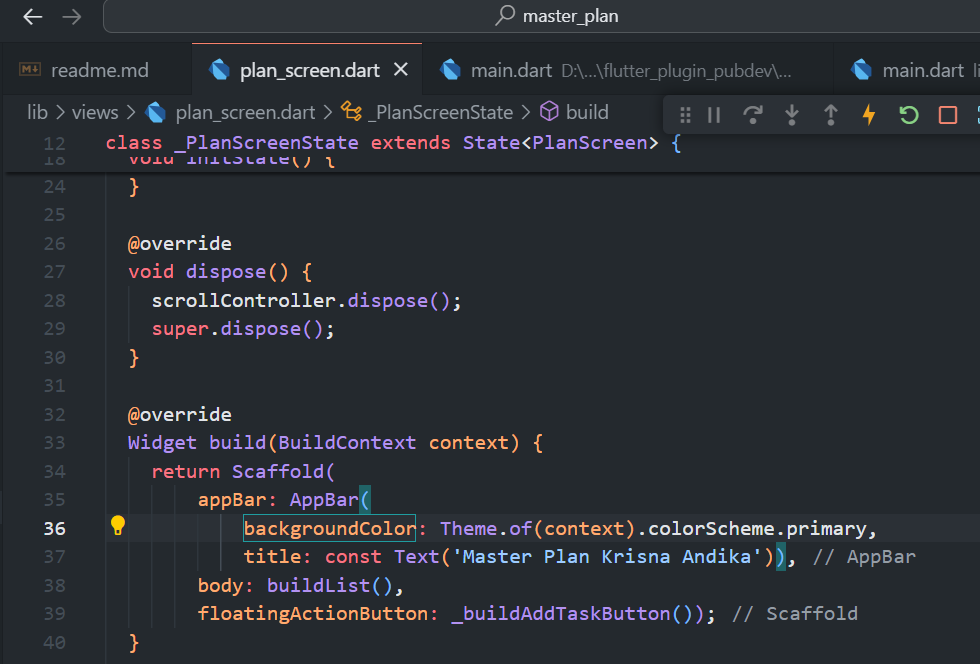 master_plan
M↓ readme.md plan_screen.dart main.dart D:\...\flutter_plugin_pubdev\... main.dart li
lib > views > plan_screen.dart > _PlanScreenState > build
12 class _PlanScreenState extends State<PlanScreen> {
18 void initState() {
24 }
25
26 @override
27 void dispose() {
28 scrollController.dispose();
29 super.dispose();
30 }
31
32 @override
33 Widget build(BuildContext context) {
34 return Scaffold(
35 appBar: AppBar(
36 backgroundColor: Theme.of(context).colorScheme.primary,
37 title: const Text('Master Plan Krisna Andika')), // AppBar
38 body: buildList(),
39 floatingActionButton: _buildAddTaskButton()); // Scaffold
40 }